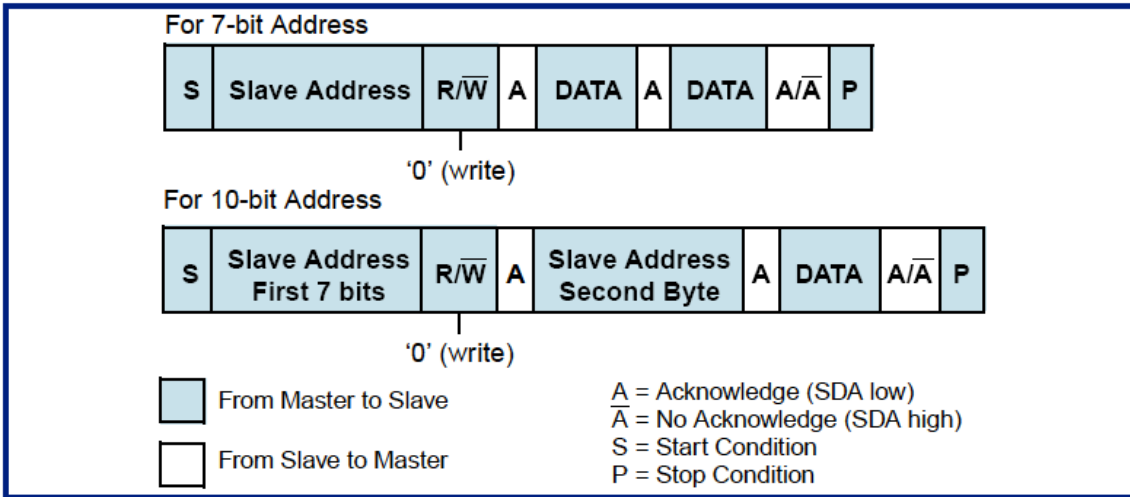 For 7-bit Address
S Slave Address R/W̅ A DATA A DATA A/A̅ P
‘0’ (write)
For 10-bit Address
S Slave Address First 7 bits R/W̅ A Slave Address Second Byte A DATA A/A̅ P
‘0’ (write)
From Master to Slave
From Slave to Master
A = Acknowledge (SDA low)
A̅ = No Acknowledge (SDA high)
S = Start Condition
P = Stop Condition